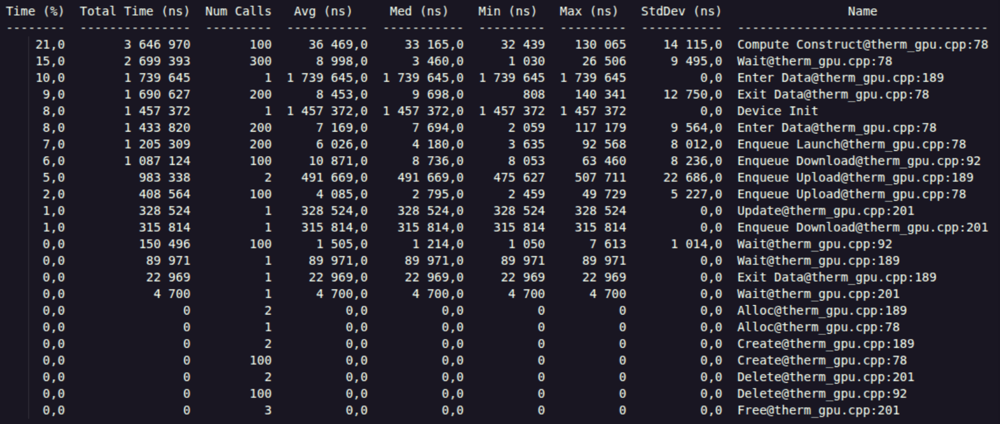 Time (%) Total Time (ns) Num Calls Avg (ns) Med (ns) Min (ns) Max (ns) StdDev (ns) Name
-------- --------------- --------- ----------- ----------- --------- --------- ----------- ----------------------------------
21,0 3 646 970 100 36 469,0 33 165,0 32 439 130 065 14 115,0 Compute Construct@therm_gpu.cpp:78
15,0 2 699 393 300 8 998,0 3 460,0 1 030 26 506 9 495,0 Wait@therm_gpu.cpp:78
10,0 1 739 645 1 1 739 645,0 1 739 645,0 1 739 645 1 739 645 0,0 Enter Data@therm_gpu.cpp:189
9,0 1 690 627 200 8 453,0 9 698,0 808 140 341 12 750,0 Exit Data@therm_gpu.cpp:78
8,0 1 457 372 1 1 457 372,0 1 457 372,0 1 457 372 1 457 372 0,0 Device Init
8,0 1 433 820 200 7 169,0 7 694,0 2 059 117 179 9 564,0 Enter Data@therm_gpu.cpp:78
7,0 1 205 309 200 6 026,0 4 180,0 3 635 92 568 8 012,0 Enqueue Launch@therm_gpu.cpp:78
6,0 1 087 124 100 10 871,0 8 736,0 8 053 63 460 8 236,0 Enqueue Download@therm_gpu.cpp:92
5,0 983 338 2 491 669,0 491 669,0 475 627 507 711 22 686,0 Enqueue Upload@therm_gpu.cpp:189
2,0 408 564 100 4 085,0 2 795,0 2 459 49 729 5 227,0 Enqueue Upload@therm_gpu.cpp:78
1,0 328 524 1 328 524,0 328 524,0 328 524 328 524 0,0 Update@therm_gpu.cpp:201
1,0 315 814 1 315 814,0 315 814,0 315 814 315 814 0,0 Enqueue Download@therm_gpu.cpp:201
0,0 150 496 100 1 505,0 1 214,0 1 050 7 613 1 014,0 Wait@therm_gpu.cpp:92
0,0 89 971 1 89 971,0 89 971,0 89 971 89 971 0,0 Wait@therm_gpu.cpp:189
0,0 22 969 1 22 969,0 22 969,0 22 969 22 969 0,0 Exit Data@therm_gpu.cpp:189
0,0 4 700 1 4 700,0 4 700,0 4 700 4 700 0,0 Wait@therm_gpu.cpp:201
0,0 0 2 0,0 0,0 0 0 0,0 Alloc@therm_gpu.cpp:189
0,0 0 1 0,0 0,0 0 0 0,0 Alloc@therm_gpu.cpp:78
0,0 0 2 0,0 0,0 0 0 0,0 Create@therm_gpu.cpp:189
0,0 0 100 0,0 0,0 0 0 0,0 Create@therm_gpu.cpp:78
0,0 0 2 0,0 0,0 0 0 0,0 Delete@therm_gpu.cpp:201
0,0 0 100 0,0 0,0 0 0 0,0 Delete@therm_gpu.cpp:92
0,0 0 3 0,0 0,0 0 0 0,0 Free@therm_gpu.cpp:201